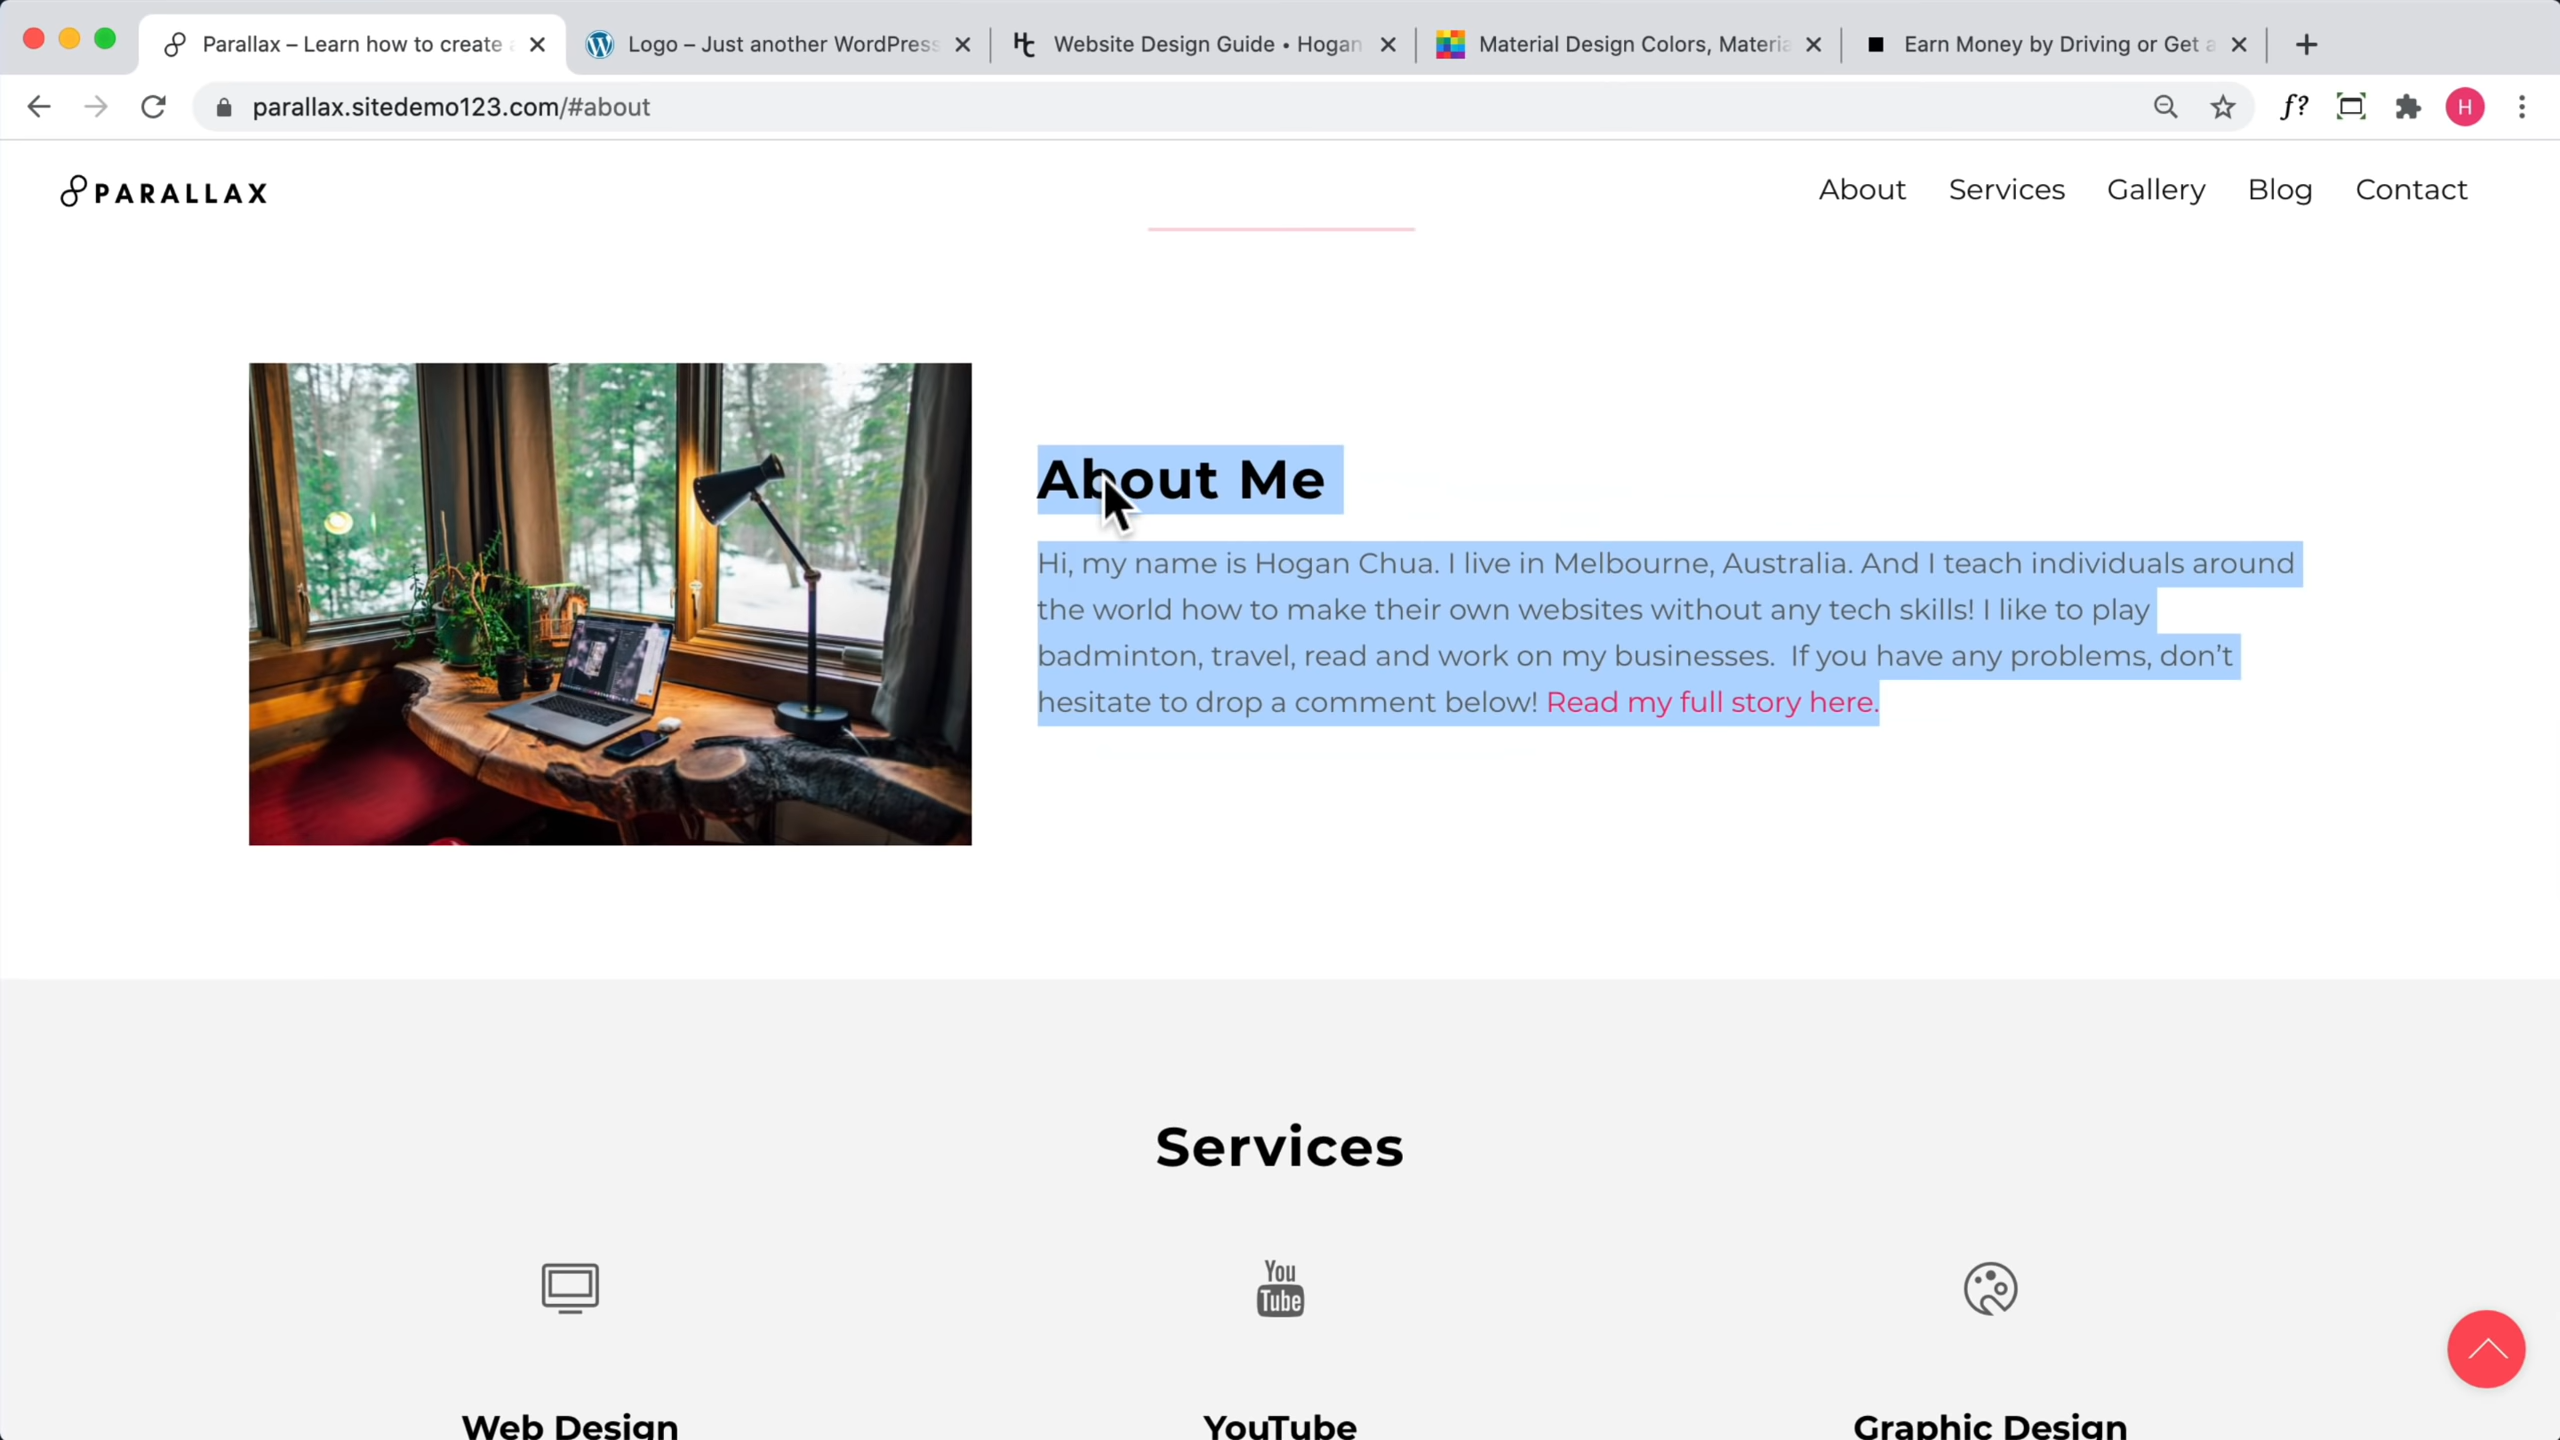 Parallax – Learn how to create
Logo – Just another WordPress
Website Design Guide • Hogan
Material Design Colors, Materia
Earn Money by Driving or Get a
parallax.sitedemo123.com/#about
f?
H
PARALLAX
About Services Gallery Blog Contact
About Me
Hi, my name is Hogan Chua. I live in Melbourne, Australia. And I teach individuals around
the world how to make their own websites without any tech skills! I like to play
badminton, travel, read and work on my businesses.  If you have any problems, don’t
hesitate to drop a comment below! Read my full story here.
Services
You
Tube
Web Design
YouTube
Graphic Design